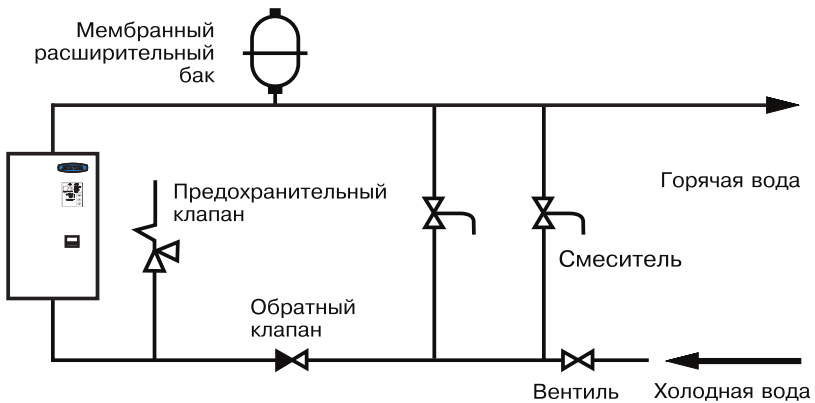 Мембранный
расширительный
бак
Предохранительный
клапан
Горячая вода
Смеситель
Обратный
клапан
Вентиль
Холодная вода